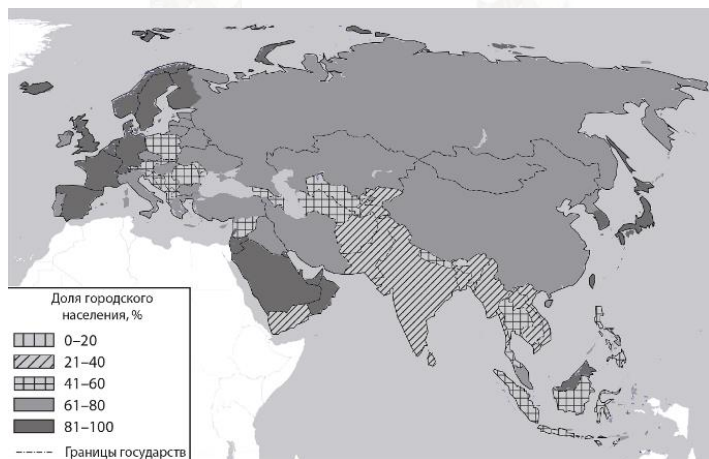 Доля городского
населения, %
0–20
21–40
41–60
61–80
81–100
Границы государств